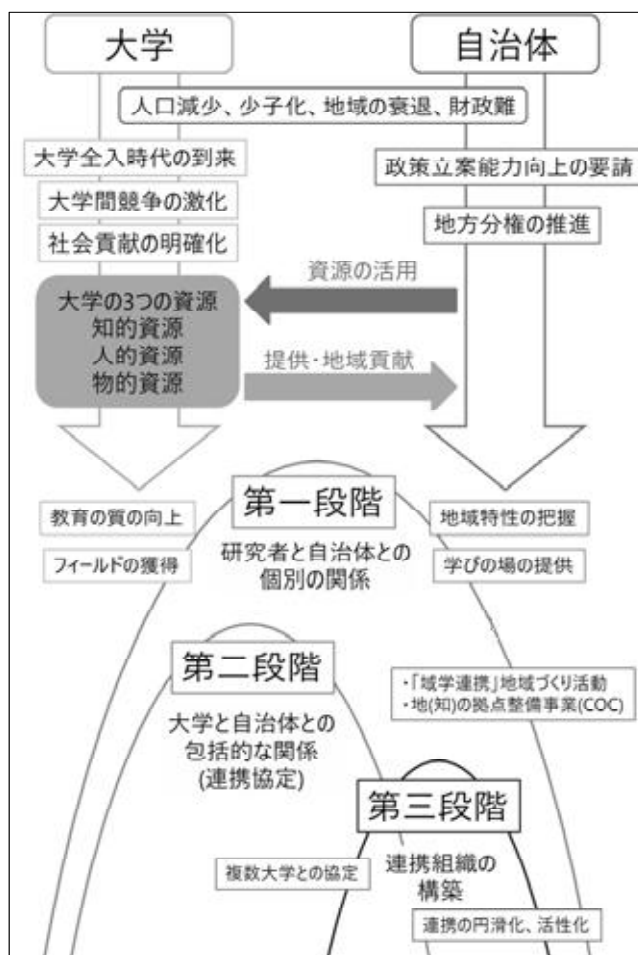 大学
自治体
人口減少、少子化、地域の衰退、財政難
大学全入時代の到来
大学間競争の激化
社会貢献の明確化
政策立案能力向上の要請
地方分権の推進
資源の活用
大学の3つの資源
知的資源
人的資源
物的資源
提供・地域貢献
第一段階
研究者と自治体との
個別の関係
教育の質の向上
フィールドの獲得
地域特性の把握
学びの場の提供
第二段階
大学と自治体との
包括的な関係
(連携協定)
・「域学連携」地域づくり活動
・地(知)の拠点整備事業(COC)
第三段階
連携組織の
構築
複数大学との協定
連携の円滑化、活性化